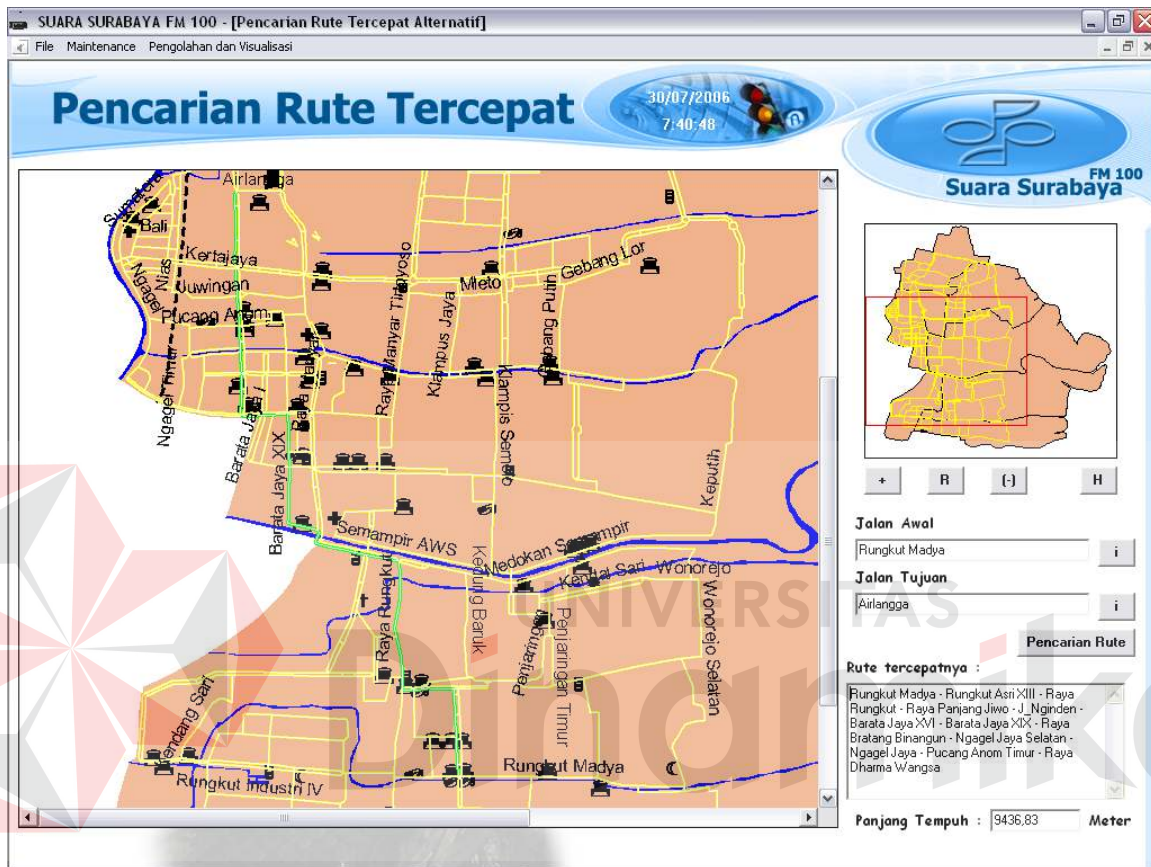 SUARA SURABAYA FM 100 - [Pencarian Rute Tercepat Alternatif]
File Maintenance Pengolahan dan Visualisasi
Pencarian Rute Tercepat
30/07/2006
7:40:48
FM 100
Suara Surabaya
Airlangga
Sumatera
Bali
Kertajaya
Gebang Lor
Ngagel
Nias
Juwingan
Mleto
Pucang Anom
Raya Manyar Tirtoyoso
Klampus Jaya
Gebang Putih
Ngagel Timur
Raya Manyar
Klampis Semolo
Barata Jaya I
Barata Jaya XIX
Keputih
Semampir AWS
Medokan Semampir
Kendal Sari
Wonorejo
Raya Rungkut
Kedung Baruk
Penjaringan
Penjaringan Timur
Wonorejo Selatan
Kendang Sari
Rungkut Industri IV
Rungkut Madya
+ R (-) H
Jalan Awal
Rungkut Madya i
Jalan Tujuan
Airlangga i
Pencarian Rute
Rute tercepatnya :
Rungkut Madya - Rungkut Asri XIII - Raya
Rungkut - Raya Panjang Jiwo - J_Nginden -
Barata Jaya XVI - Barata Jaya XIX - Raya
Bratang Binangun - Ngagel Jaya Selatan -
Ngagel Jaya - Pucang Anom Timur - Raya
Dharma Wangsa
Panjang Tempuh : 9436,83 Meter
UNIVERSITAS
Dinamika